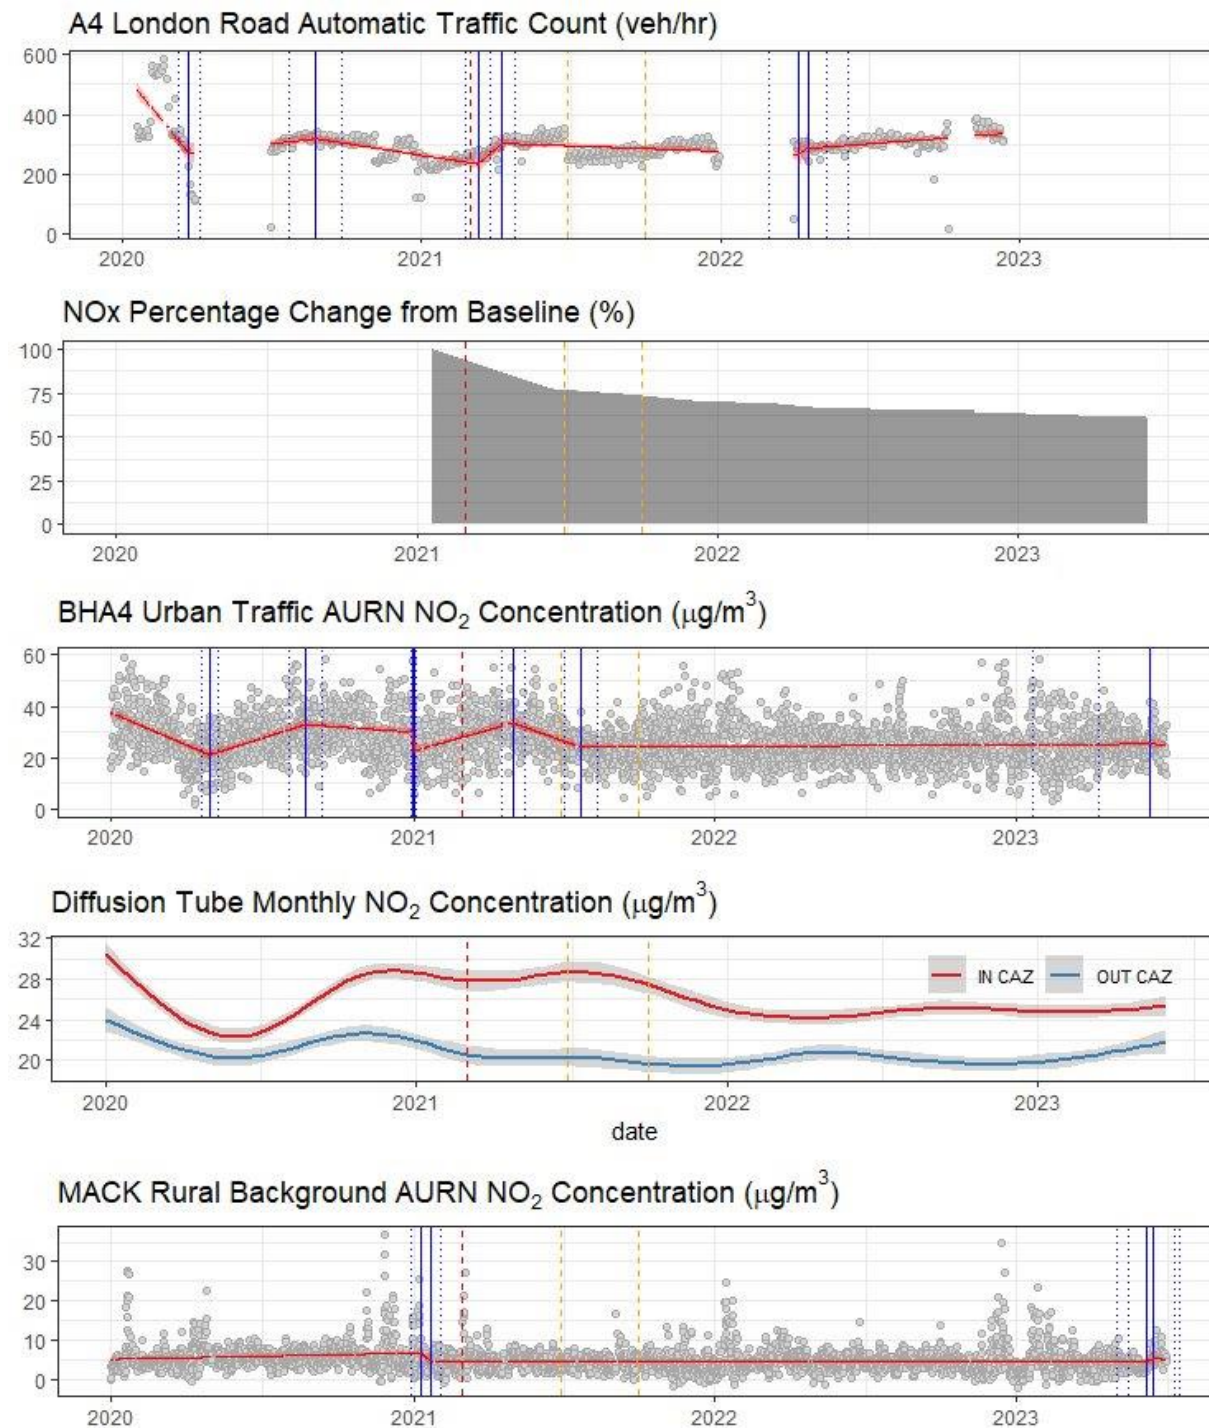 A4 London Road Automatic Traffic Count (veh/hr)
600
400
200
0
2020 2021 2022 2023
NOx Percentage Change from Baseline (%)
100
75
50
25
0
2020 2021 2022 2023
BHA4 Urban Traffic AURN NO₂ Concentration (μg/m³)
60
40
20
0
2020 2021 2022 2023
Diffusion Tube Monthly NO₂ Concentration (μg/m³)
32
28
24
20
IN CAZ OUT CAZ
2020 2021 2022 2023
date
MACK Rural Background AURN NO₂ Concentration (μg/m³)
30
20
10
0
2020 2021 2022 2023